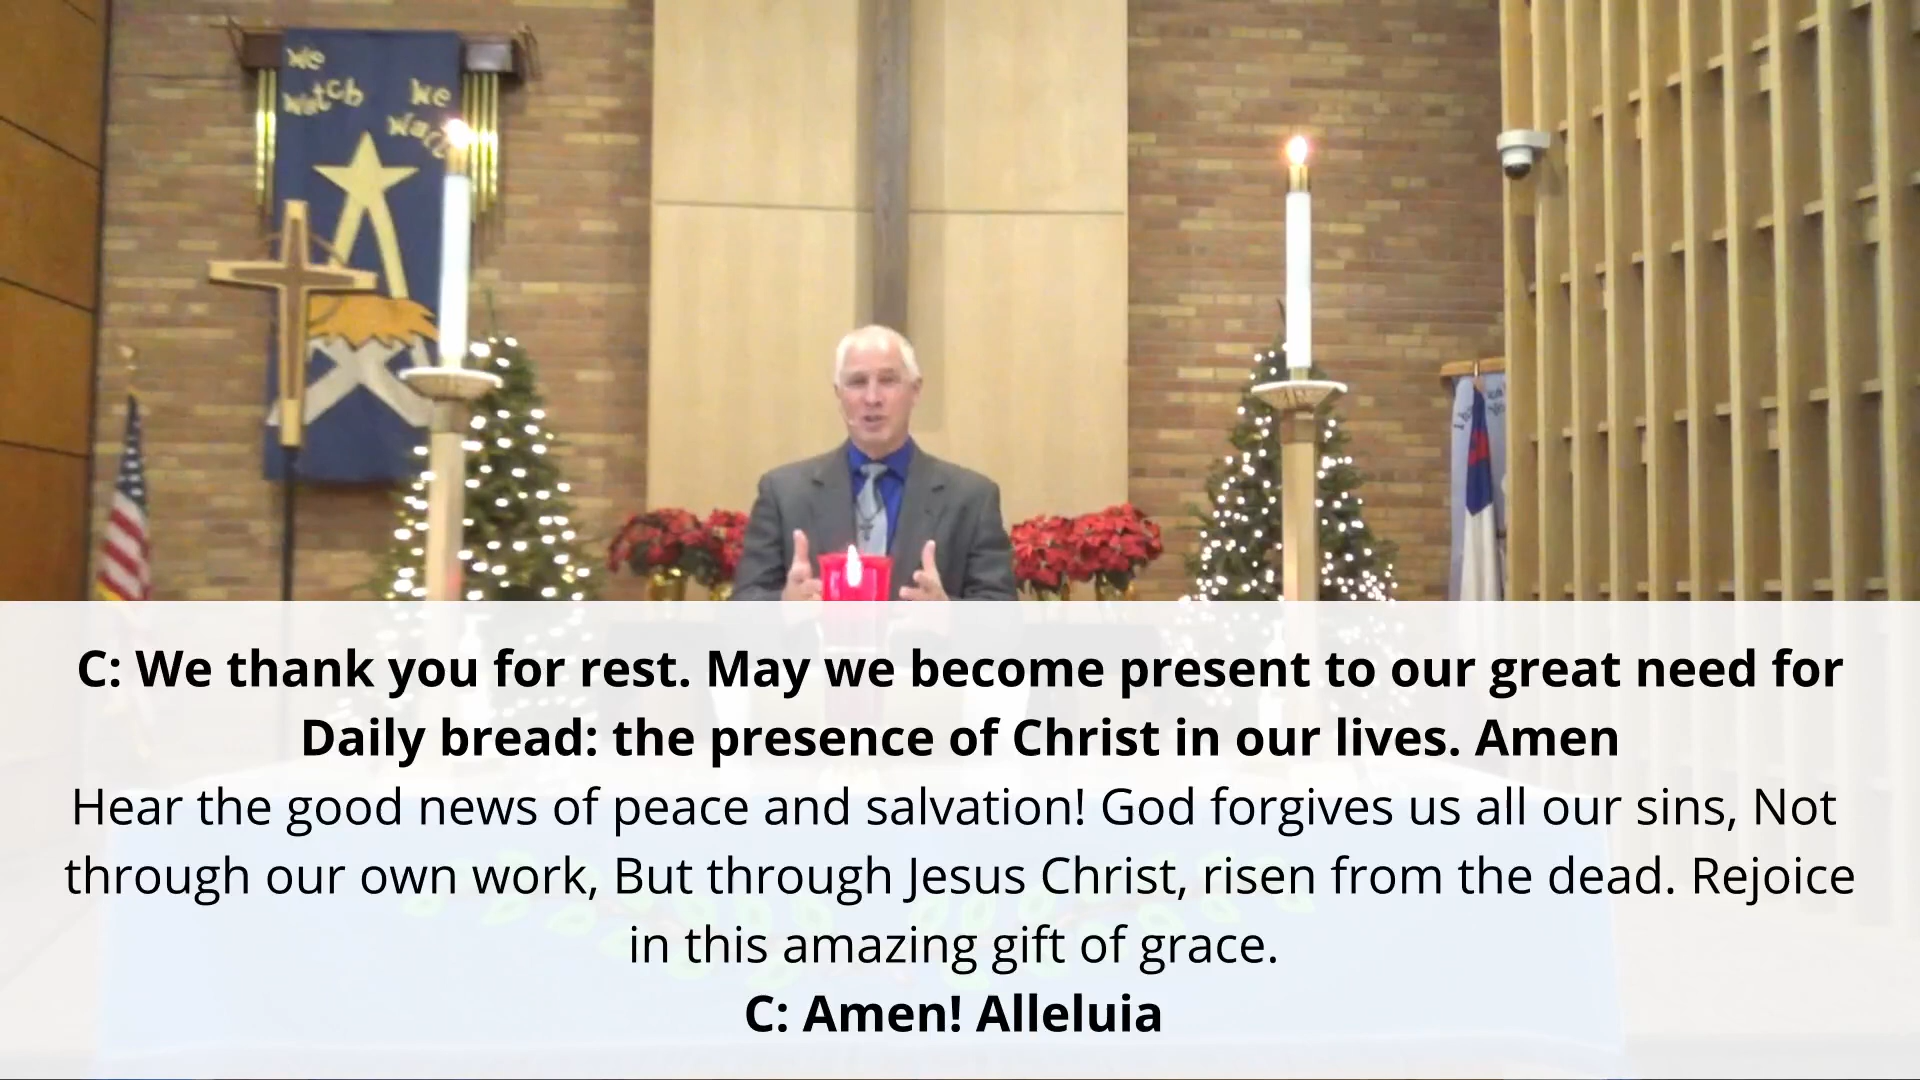 We
watch
We
wait
C: We thank you for rest. May we become present to our great need for
Daily bread: the presence of Christ in our lives. Amen
Hear the good news of peace and salvation! God forgives us all our sins, Not
through our own work, But through Jesus Christ, risen from the dead. Rejoice
in this amazing gift of grace.
C: Amen! Alleluia